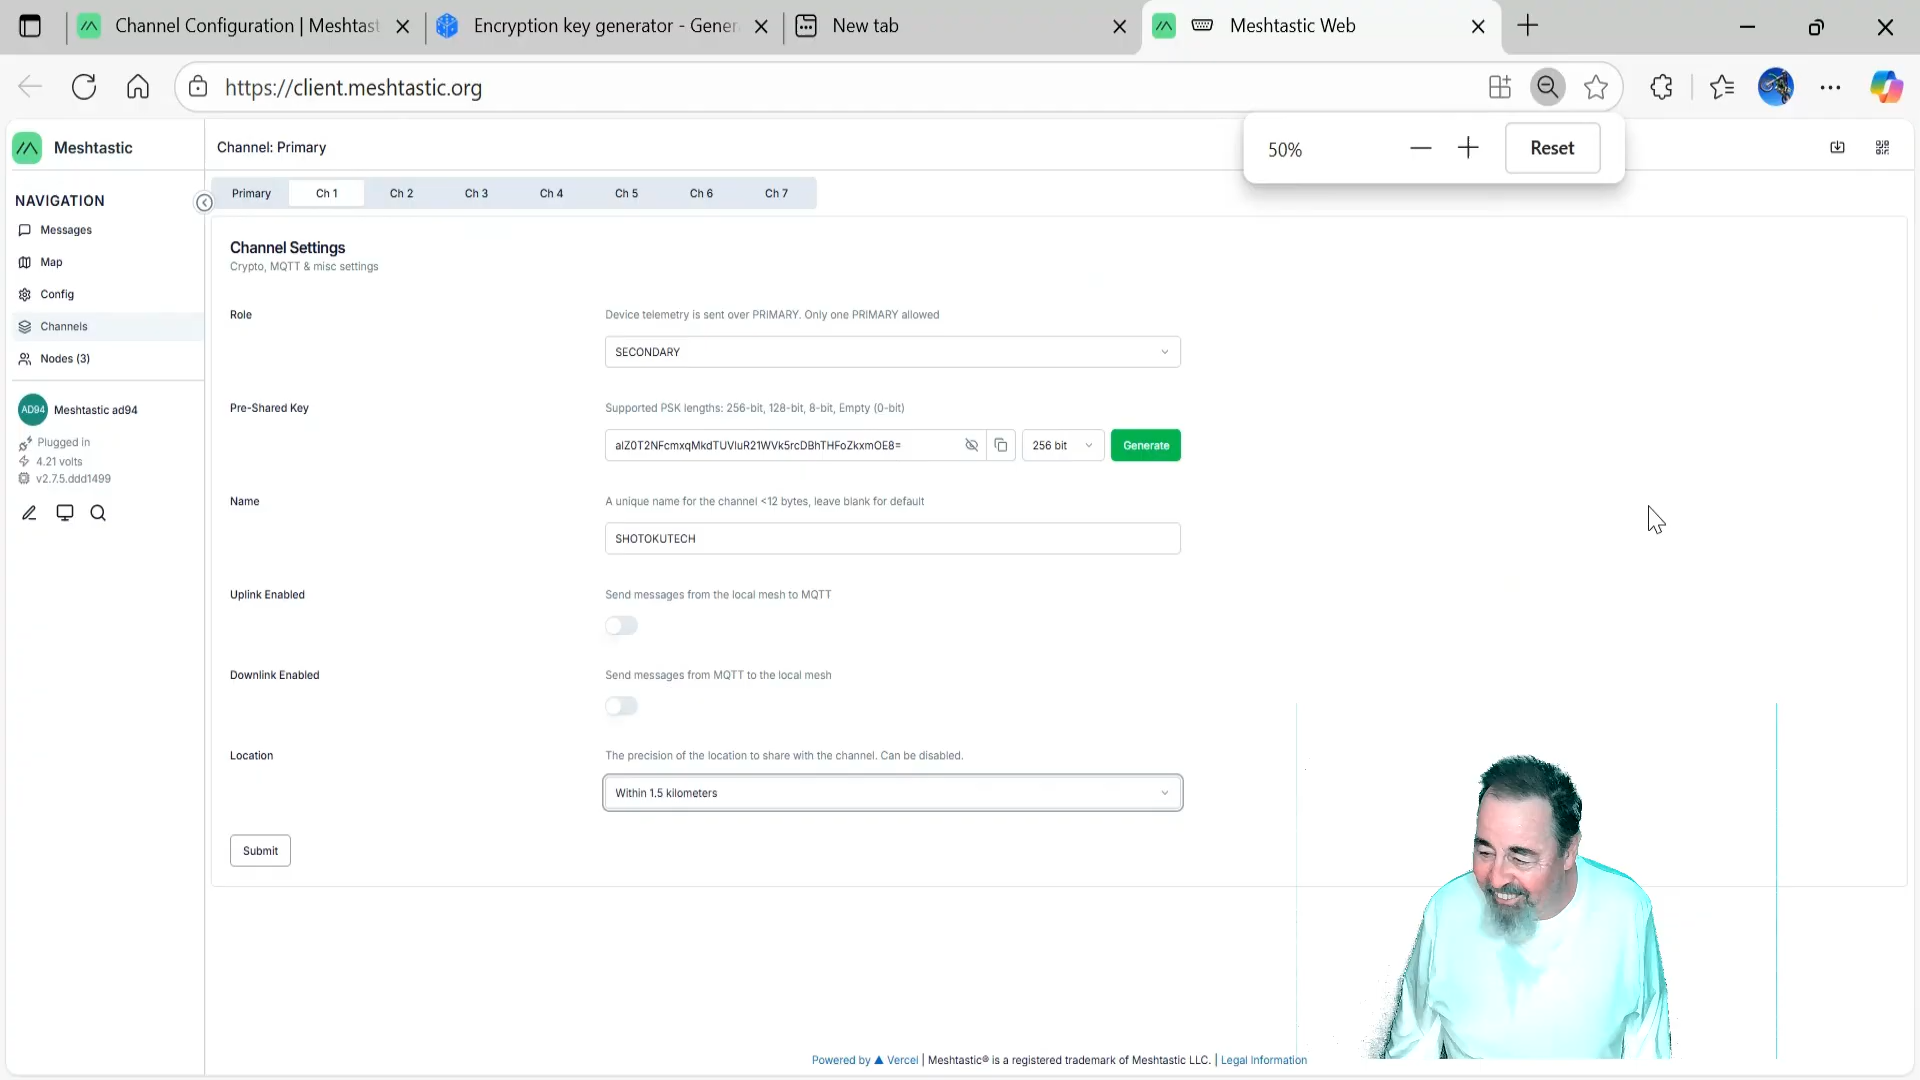 Channel Configuration | Meshtast
Encryption key generator - Gener
New tab
Meshtastic Web
https://client.meshtastic.org
50%
Reset
Meshtastic
Channel: Primary
NAVIGATION
Messages
Map
Config
Channels
Nodes (3)
AD94
Meshtastic ad94
Plugged in
4.21 volts
v2.7.5.ddd1499
Primary
Ch 1
Ch 2
Ch 3
Ch 4
Ch 5
Ch 6
Ch 7
Channel Settings
Crypto, MQTT & misc settings
Role
Device telemetry is sent over PRIMARY. Only one PRIMARY allowed
SECONDARY
Pre-Shared Key
Supported PSK lengths: 256-bit, 128-bit, 8-bit, Empty (0-bit)
256 bit
Generate
Name
A unique name for the channel <12 bytes, leave blank for default
SHOTOKUTECH
Uplink Enabled
Send messages from the local mesh to MQTT
Downlink Enabled
Send messages from MQTT to the local mesh
Location
The precision of the location to share with the channel. Can be disabled.
Within 1.5 kilometers
Submit
Powered by ▲ Vercel | Meshtastic® is a registered trademark of Meshtastic LLC. | Legal Information